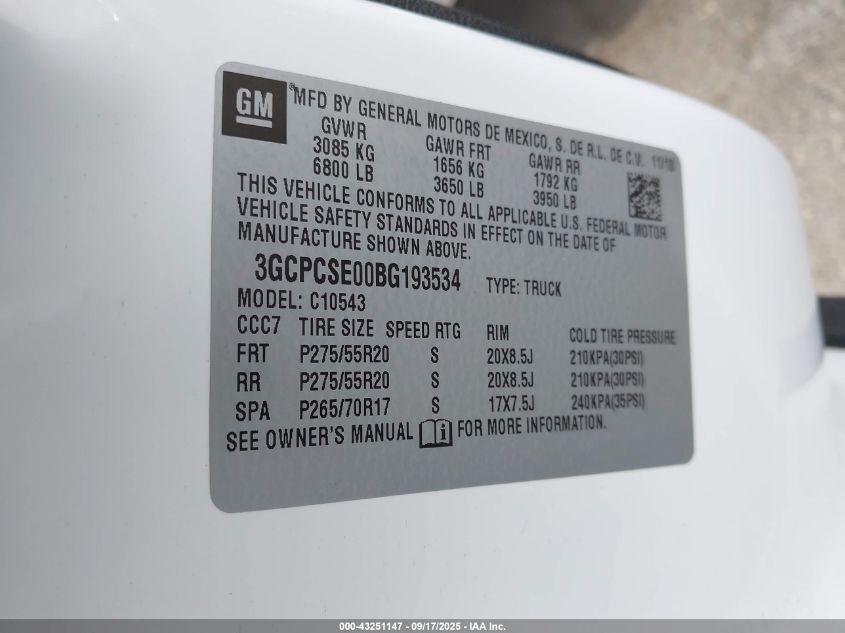 GM
®MFD BY GENERAL MOTORS DE MEXICO, S. DE R.L. DE C.V. 11/10
GVWR GAWR FRT GAWR RR
3085 KG 1656 KG 1792 KG
6800 LB 3650 LB 3950 LB
THIS VEHICLE CONFORMS TO ALL APPLICABLE U.S. FEDERAL MOTOR
VEHICLE SAFETY STANDARDS IN EFFECT ON THE DATE OF
MANUFACTURE SHOWN ABOVE.
3GCPCSE00BG193534 TYPE: TRUCK
MODEL: C10543
CCC7 TIRE SIZE SPEED RTG RIM COLD TIRE PRESSURE
FRT P275/55R20 S 20X8.5J 210KPA(30PSI)
RR P275/55R20 S 20X8.5J 210KPA(30PSI)
SPA P265/70R17 S 17X7.5J 240KPA(35PSI)
SEE OWNER'S MANUAL i FOR MORE INFORMATION.
000-43251147 - 09/17/2025 - IAA Inc.